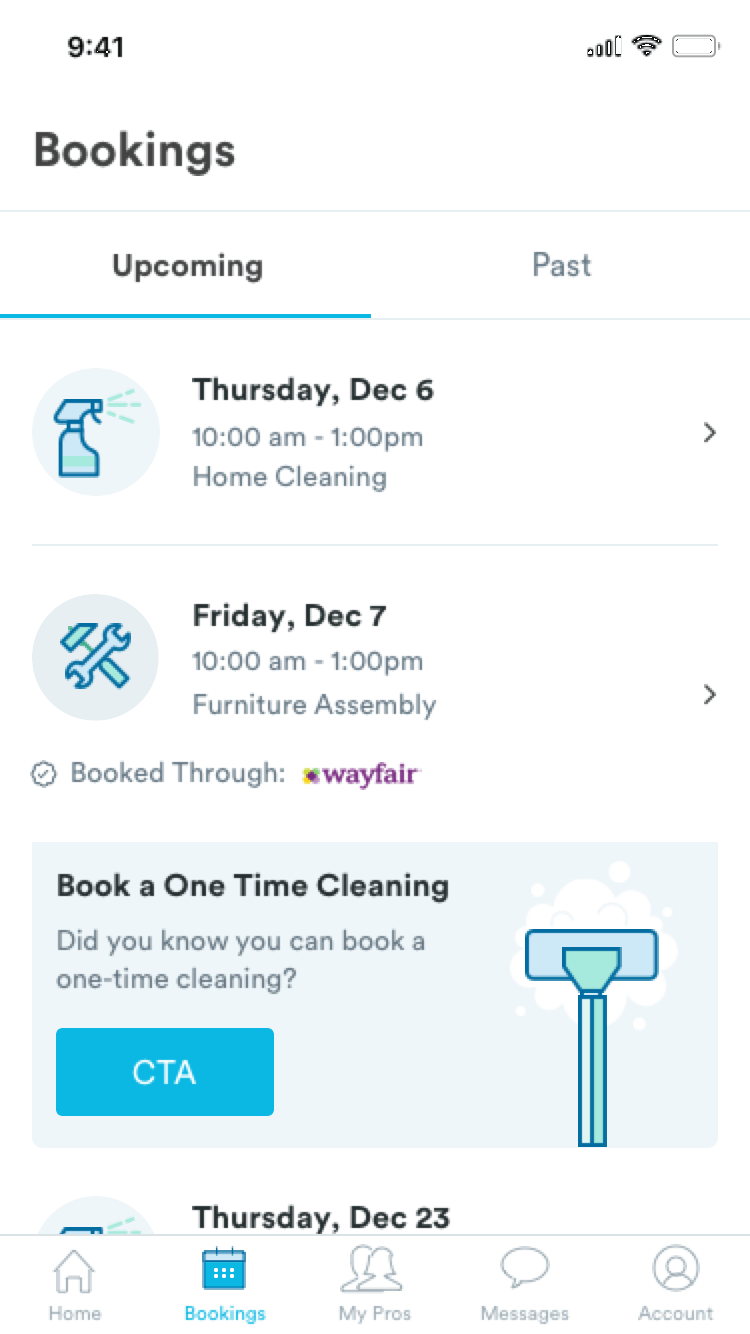 9:41
Bookings
Upcoming
Past
Thursday, Dec 6
10:00 am - 1:00pm
Home Cleaning
Friday, Dec 7
10:00 am - 1:00pm
Furniture Assembly
Booked Through: wayfair
Book a One Time Cleaning
Did you know you can book a
one-time cleaning?
CTA
Thursday, Dec 23
Home
Bookings
My Pros
Messages
Account